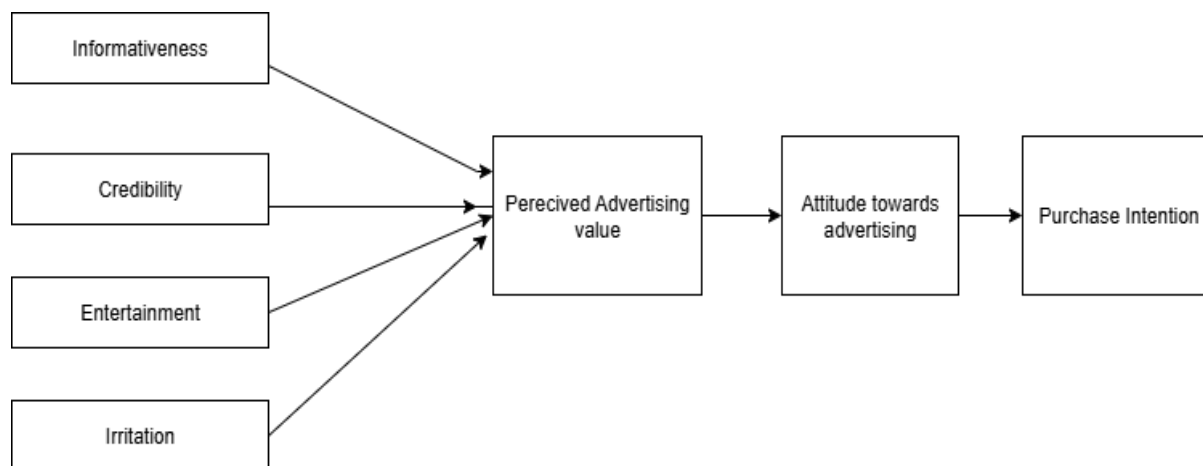 Informativeness
Credibility
Entertainment
Irritation
Perecived Advertising
value
Attitude towards
advertising
Purchase Intention